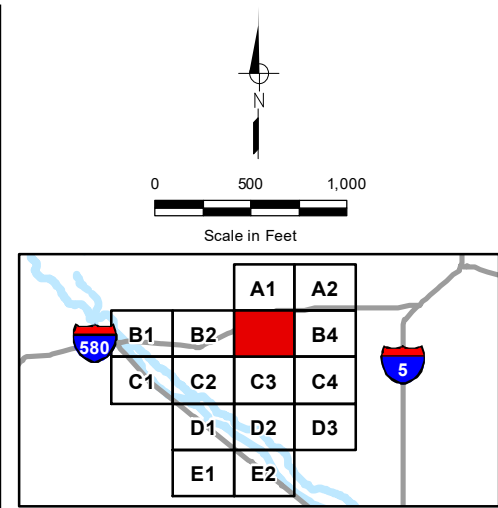 N
0 500 1,000
Scale in Feet
A1 A2
580 B1 B2 B4
5
C1 C2 C3 C4
D1 D2 D3
E1 E2